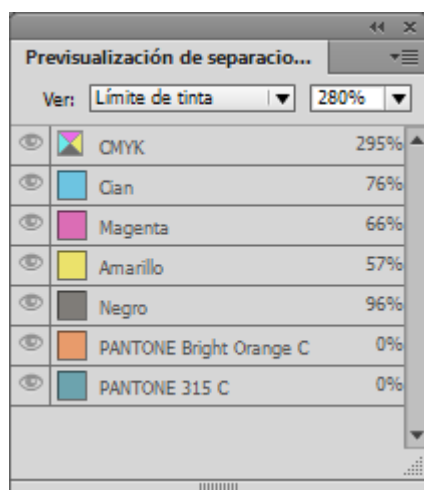 Previsualización de separacio...
Ver: Límite de tinta 280%
CMYK 295%
Cian 76%
Magenta 66%
Amarillo 57%
Negro 96%
PANTONE Bright Orange C 0%
PANTONE 315 C 0%